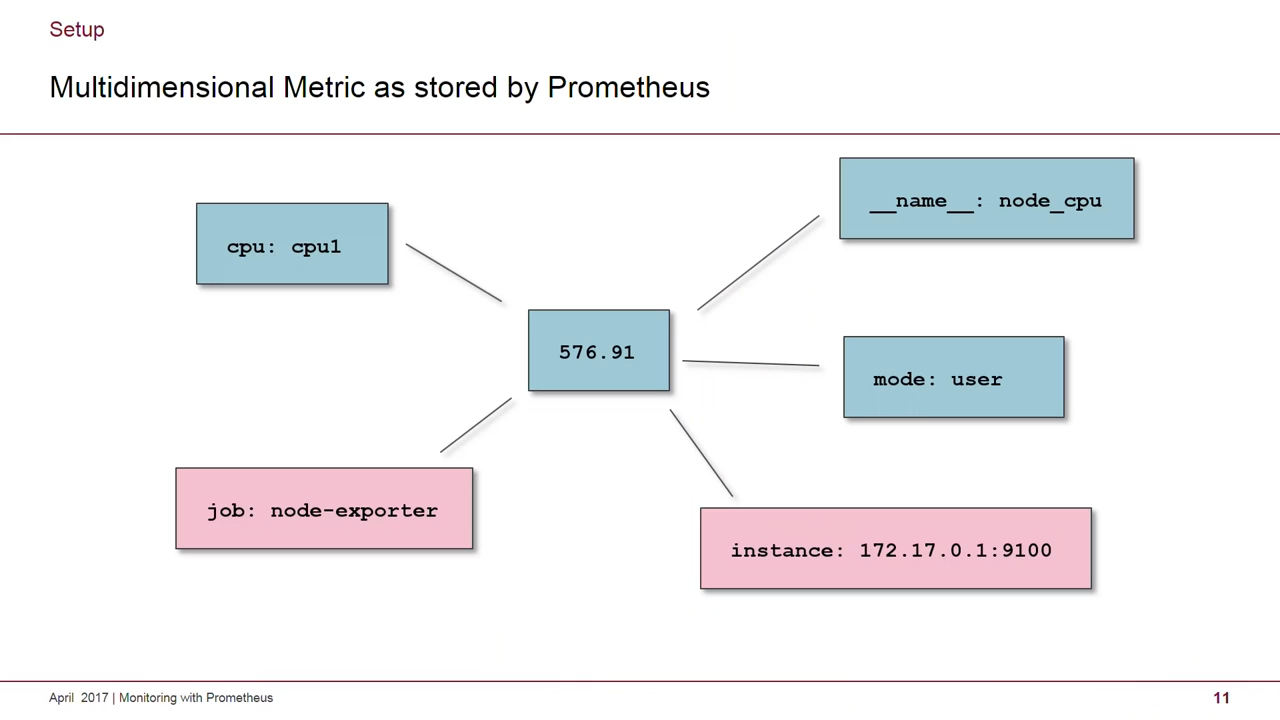 Setup
Multidimensional Metric as stored by Prometheus
__name__: node_cpu
cpu: cpu1
576.91
mode: user
job: node-exporter
instance: 172.17.0.1:9100
April 2017 | Monitoring with Prometheus
11